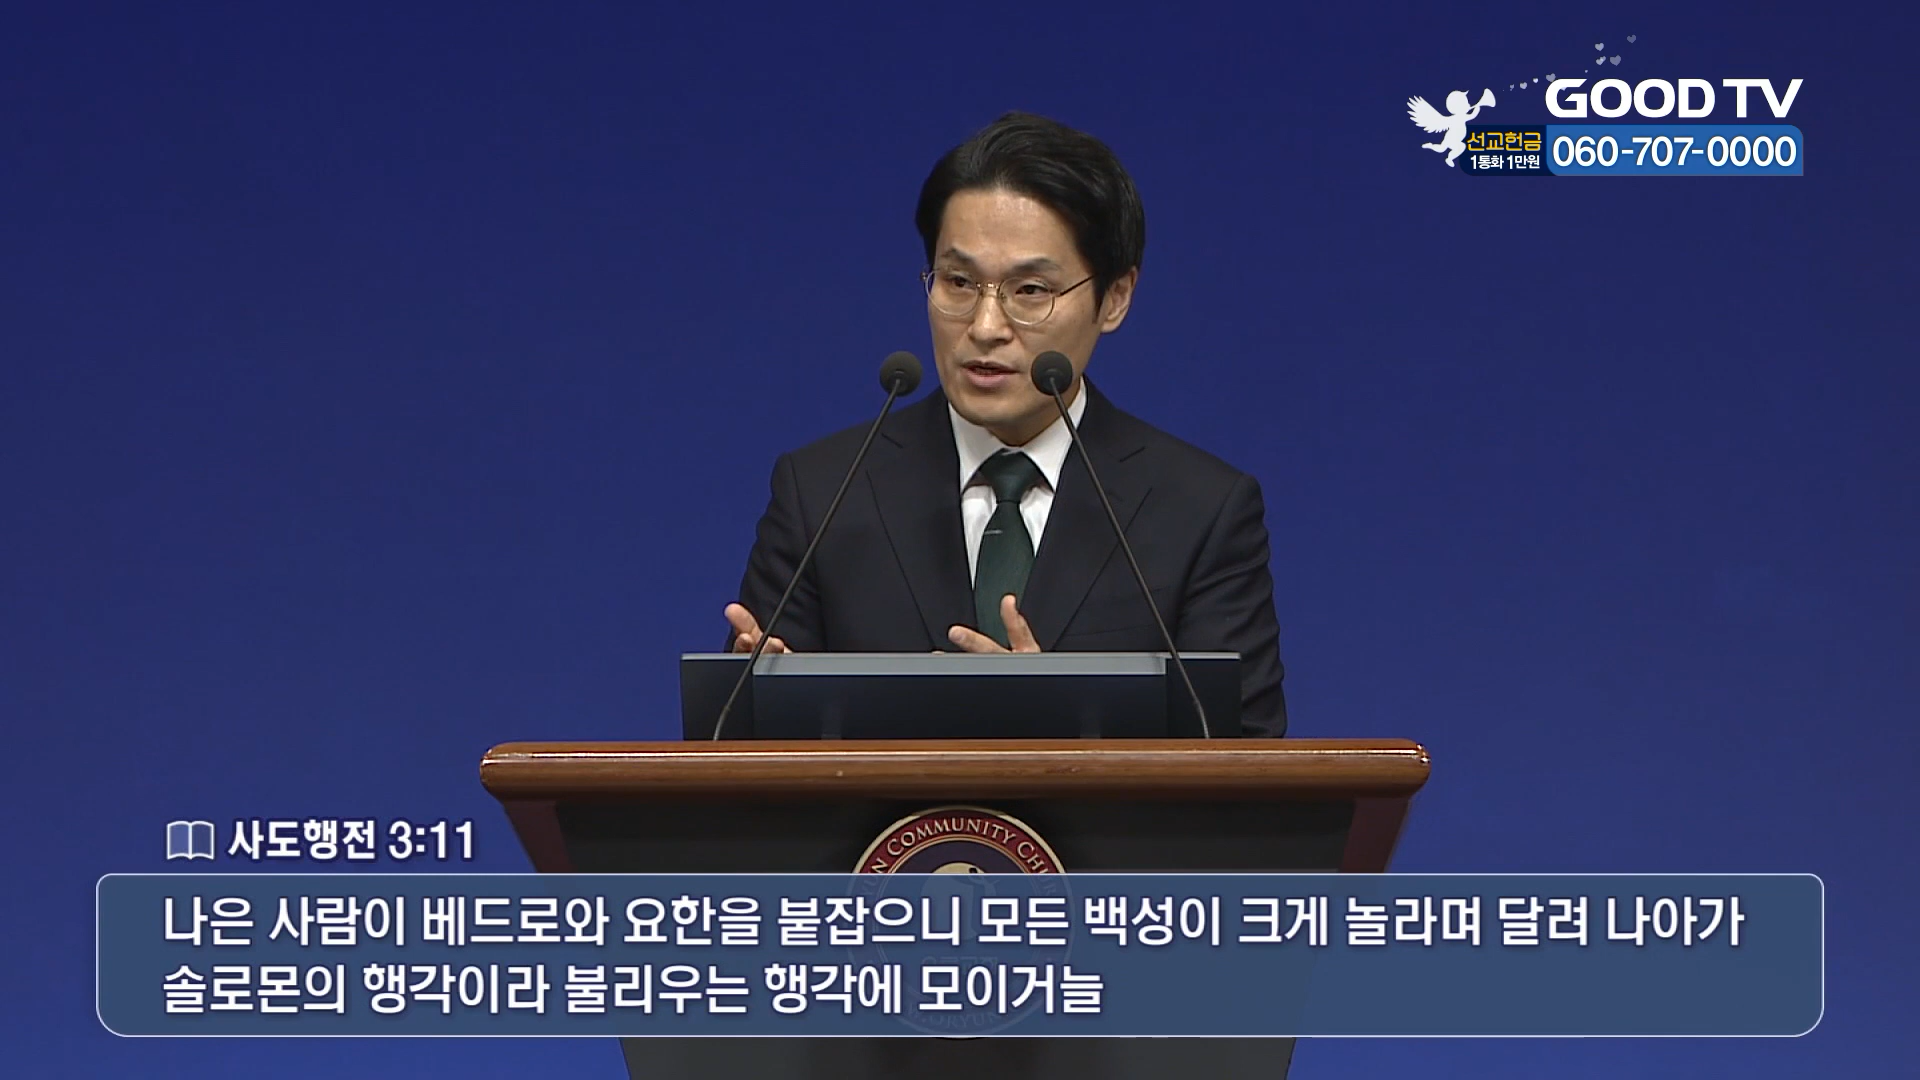 GOOD TV
선교헌금
1통화 1만원
060-707-0000
사도행전 3:11
COMMUNITY
나은 사람이 베드로와 요한을 붙잡으니 모든 백성이 크게 놀라며 달려 나아가
솔로몬의 행각이라 불리우는 행각에 모이거늘